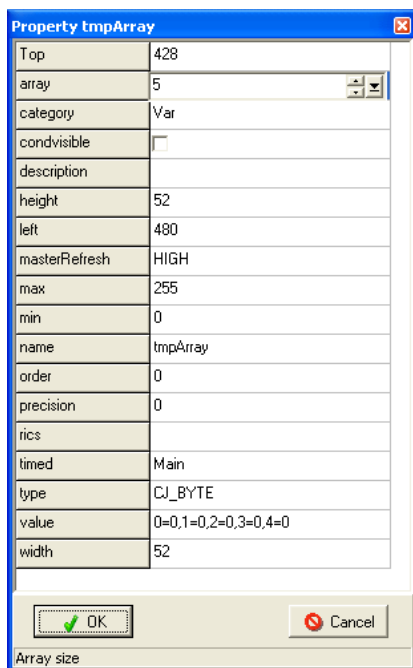 Property tmpArray
Top 428
array 5
category Var
condvisible
description
height 52
left 480
masterRefresh HIGH
max 255
min 0
name tmpArray
order 0
precision 0
rics
timed Main
type CJ_BYTE
value 0=0,1=0,2=0,3=0,4=0
width 52
OK Cancel
Array size